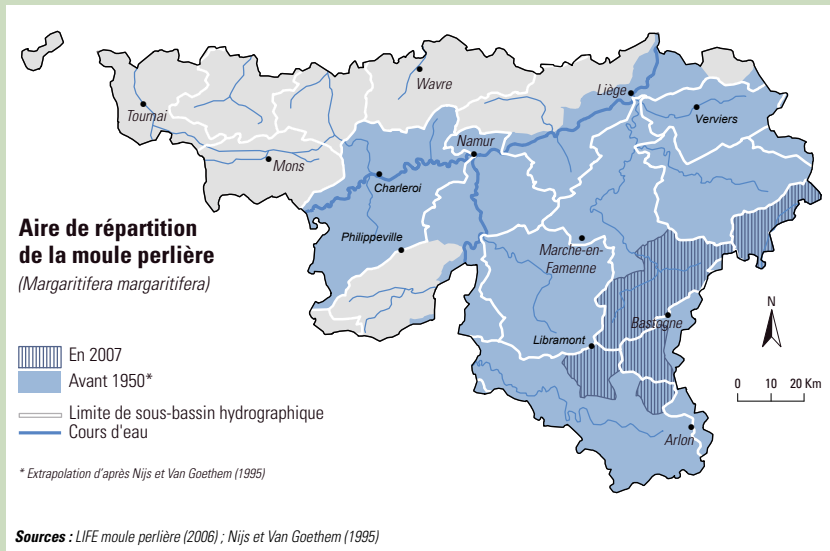 Wavre
Liège
Tournai
Verviers
Namur
Mons
Charleroi
Aire de répartition
de la moule perlière
(Margaritifera margaritifera)
Philippeville
Marche-en-
Famenne
N
En 2007
Bastogne
Avant 1950*
Libramont
0 10 20 Km
Limite de sous-bassin hydrographique
Cours d'eau
Arlon
* Extrapolation d'après Nijs et Van Goethem (1995)
Sources : LIFE moule perlière (2006) ; Nijs et Van Goethem (1995)